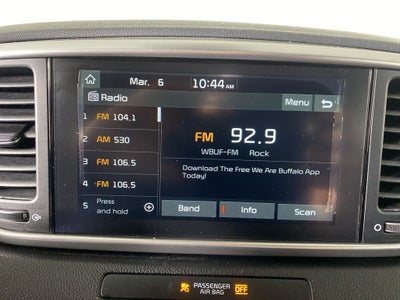 Mar. 6 10:44 AM
Radio Menu
1 FM 104.1
2 AM 530
3 FM 106.5
4 FM 106.5
5 Press and hold
FM 92.9
WBUF-FM Rock
Download The Free We Are Buffalo App
Today!
Band Info Scan
PASSENGER
AIR BAG OFF